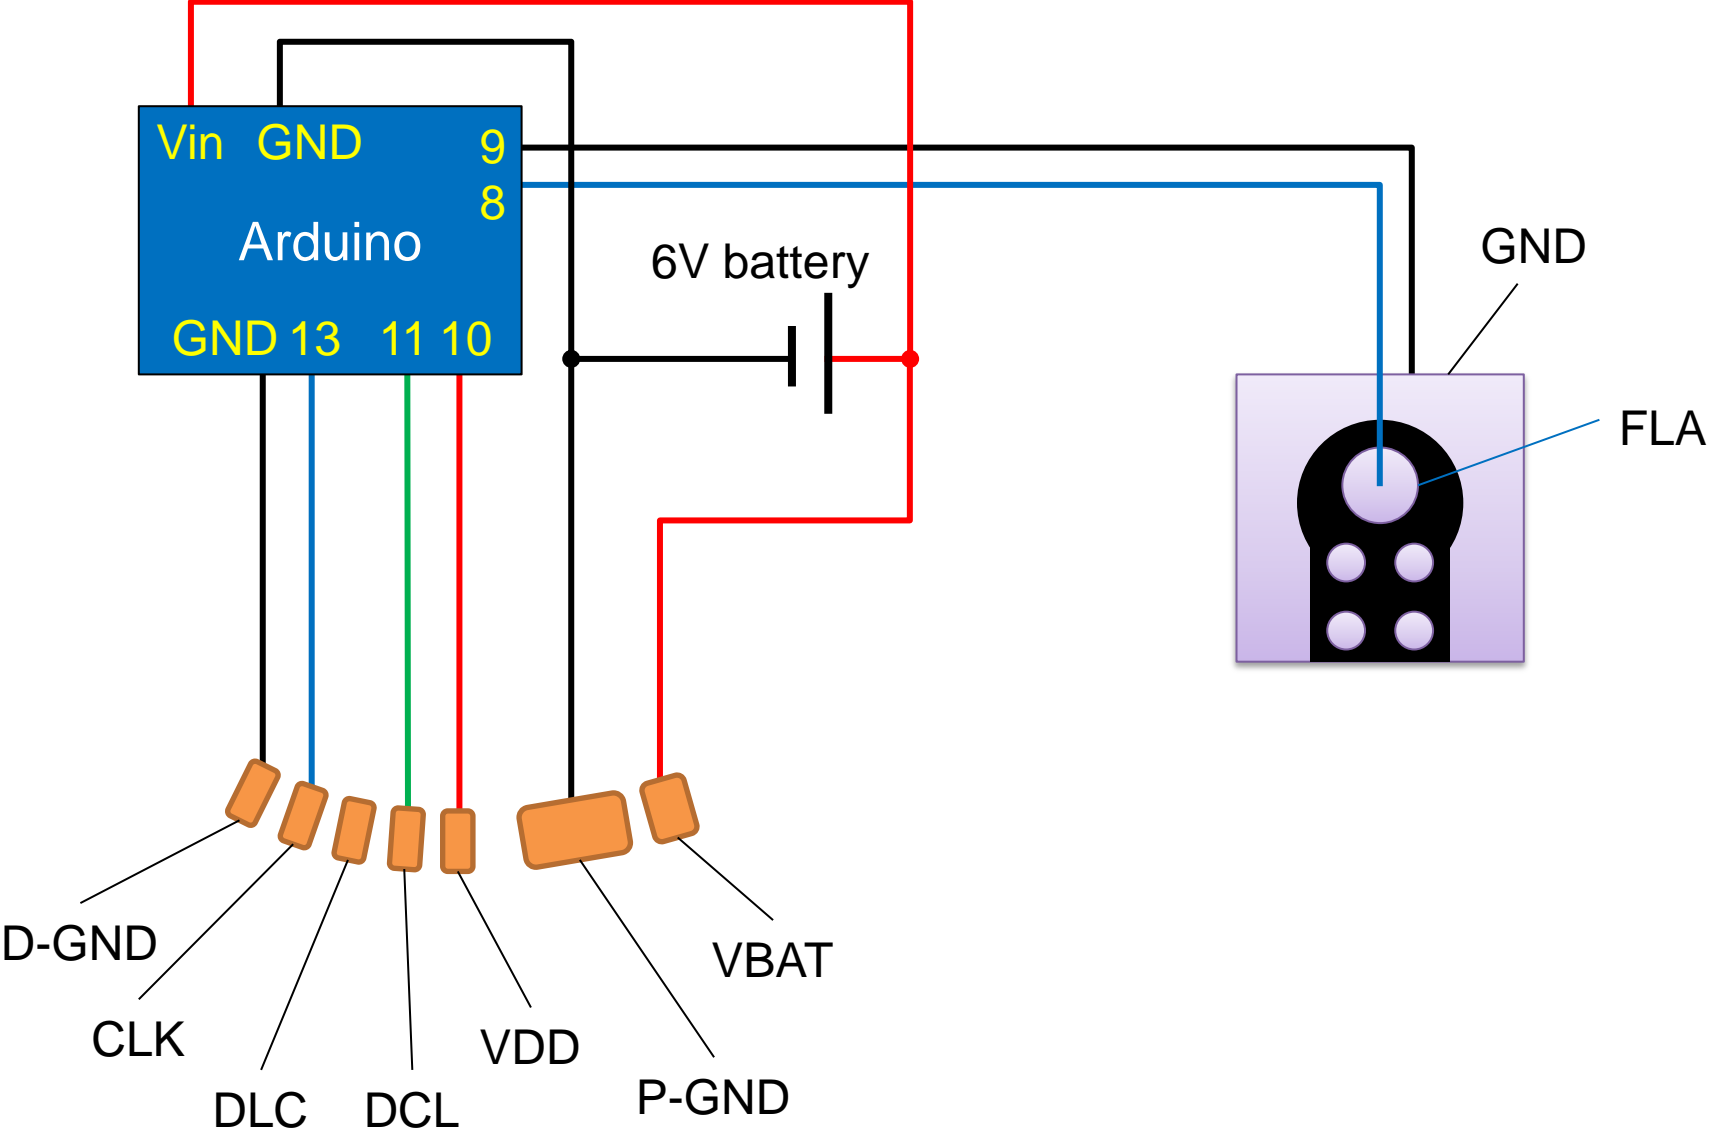 Vin GND 9
8
Arduino
GND 13 11 10
6V battery
GND
FLA
D-GND
CLK
DLC
DCL
VDD
P-GND
VBAT